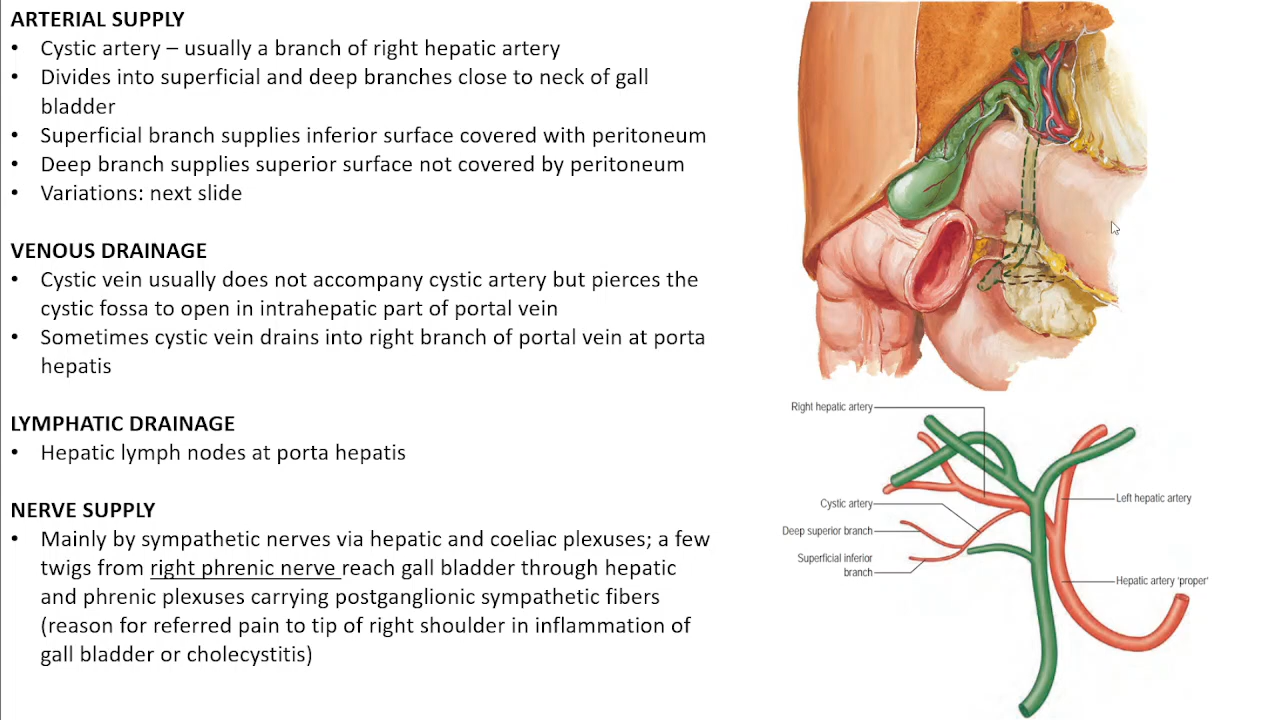 ARTERIAL SUPPLY
• Cystic artery – usually a branch of right hepatic artery
• Divides into superficial and deep branches close to neck of gall
bladder
• Superficial branch supplies inferior surface covered with peritoneum
• Deep branch supplies superior surface not covered by peritoneum
• Variations: next slide
VENOUS DRAINAGE
• Cystic vein usually does not accompany cystic artery but pierces the
cystic fossa to open in intrahepatic part of portal vein
• Sometimes cystic vein drains into right branch of portal vein at porta
hepatis
LYMPHATIC DRAINAGE
• Hepatic lymph nodes at porta hepatis
NERVE SUPPLY
• Mainly by sympathetic nerves via hepatic and coeliac plexuses; a few
twigs from right phrenic nerve reach gall bladder through hepatic
and phrenic plexuses carrying postganglionic sympathetic fibers
(reason for referred pain to tip of right shoulder in inflammation of
gall bladder or cholecystitis)
Right hepatic artery
Cystic artery
Deep superior branch
Superficial inferior
branch
Left hepatic artery
Hepatic artery 'proper'